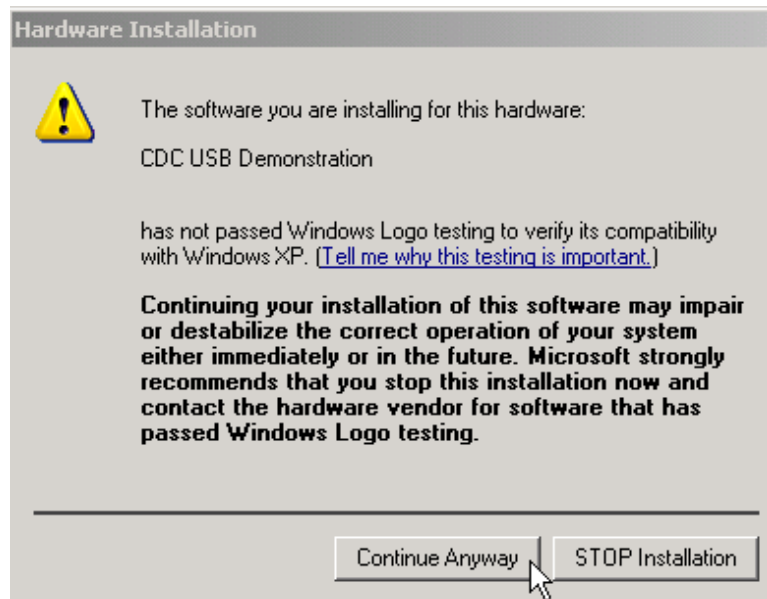 Hardware Installation
The software you are installing for this hardware:
CDC USB Demonstration
has not passed Windows Logo testing to verify its compatibility
with Windows XP. (Tell me why this testing is important.)
Continuing your installation of this software may impair
or destabilize the correct operation of your system
either immediately or in the future. Microsoft strongly
recommends that you stop this installation now and
contact the hardware vendor for software that has
passed Windows Logo testing.
Continue Anyway STOP Installation